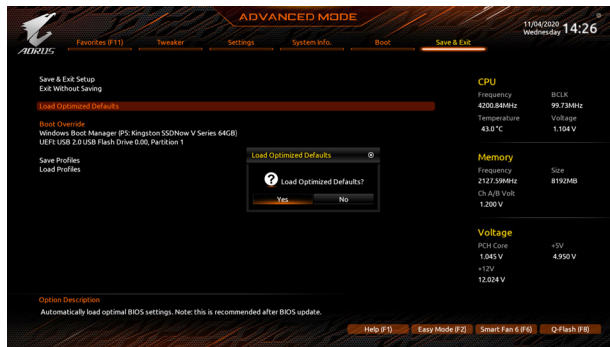 ADVANCED MODE
11/04/2020
Wednesday
14:26
AORUS
Favorites (F11) Tweaker Settings System Info. Boot Save & Exit
Save & Exit Setup
Exit Without Saving
Load Optimized Defaults
Boot Override
Windows Boot Manager (P5: Kingston SSDNow V Series 64GB)
UEFI: USB 2.0 USB Flash Drive 0.00, Partition 1
Save Profiles
Load Profiles
Load Optimized Defaults
Load Optimized Defaults?
Yes No
CPU
Frequency BCLK
4200.84MHz 99.73MHz
Temperature Voltage
43.0 °C 1.104 V
Memory
Frequency Size
2127.59MHz 8192MB
Ch A/B Volt
1.200 V
Voltage
PCH Core +5V
1.045 V 4.950 V
+12V
12.024 V
Option Description
Automatically load optimal BIOS settings. Note: this is recommended after BIOS update.
Help (F1) Easy Mode (F2) Smart Fan 6 (F6) Q-Flash (F8)